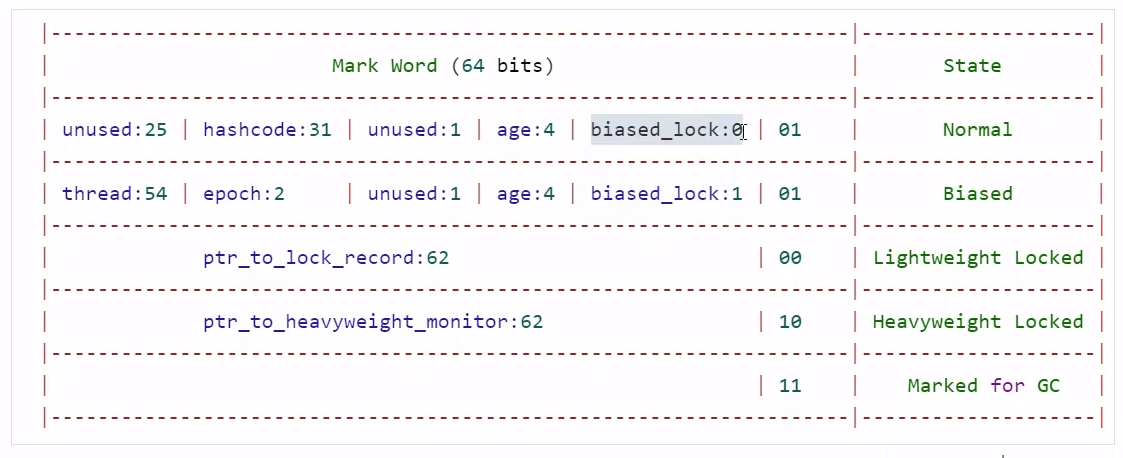 |--------------------------------------------------------------------|--------------------|
| Mark Word (64 bits) | State |
|--------------------------------------------------------------------|--------------------|
| unused:25 | hashcode:31 | unused:1 | age:4 | biased_lock:0 | 01 | Normal |
|--------------------------------------------------------------------|--------------------|
| thread:54 | epoch:2 | unused:1 | age:4 | biased_lock:1 | 01 | Biased |
|--------------------------------------------------------------------|--------------------|
| ptr_to_lock_record:62 | 00 | Lightweight Locked |
|--------------------------------------------------------------------|--------------------|
| ptr_to_heavyweight_monitor:62 | 10 | Heavyweight Locked |
|--------------------------------------------------------------------|--------------------|
| | 11 | Marked for GC |
|--------------------------------------------------------------------|--------------------|